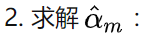 2. 求解 $\hat{\alpha}_m$ :